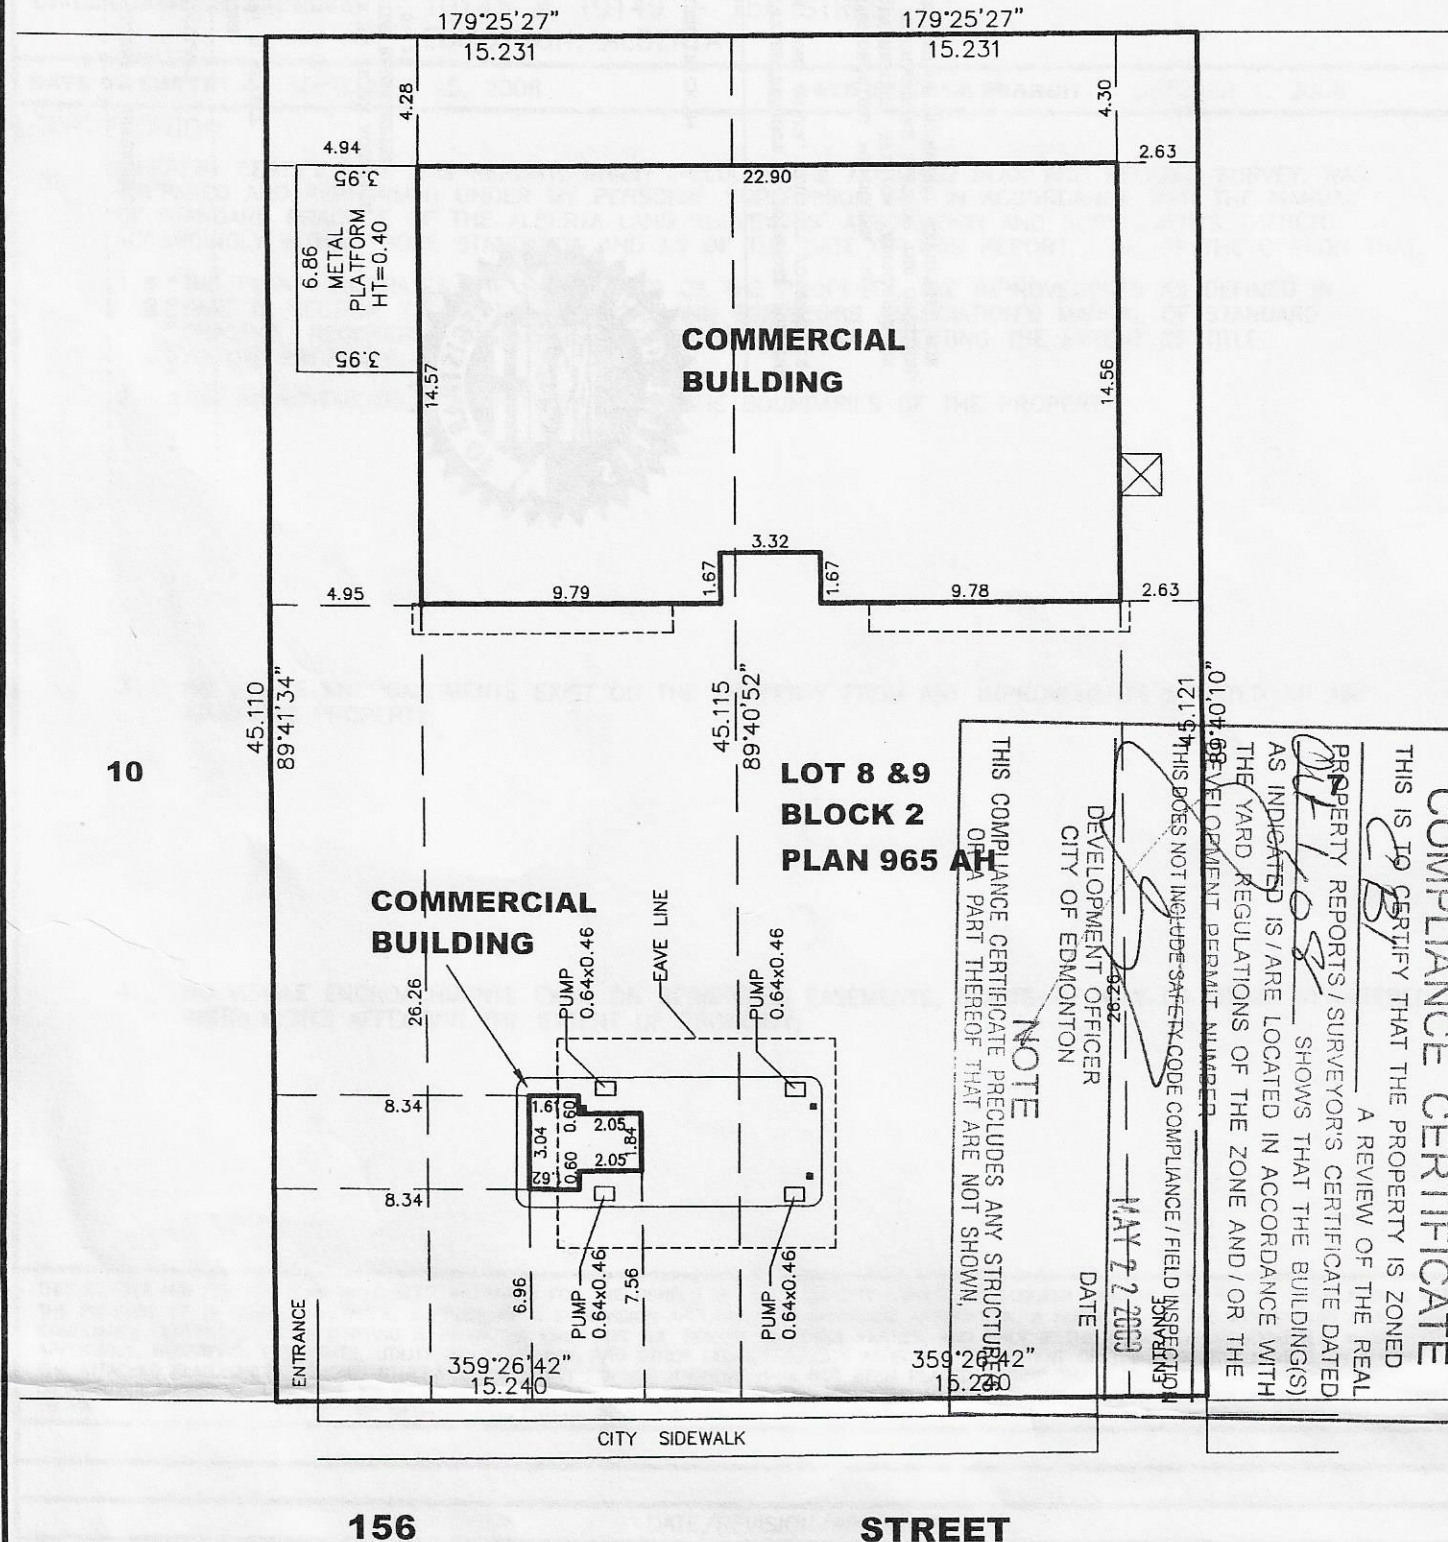 179°25'27"
15.231
179°25'27"
15.231
4.28
4.30
4.94
2.63
22.90
3.95
6.86
METAL
PLATFORM
HT=0.40
3.95
14.57
COMMERCIAL
BUILDING
14.56
3.32
1.67
1.67
4.95
9.79
9.78
2.63
45.110
89°41'34"
45.115
89°40'52"
45.121
89°40'10"
10
7
LOT 8 &9
BLOCK 2
PLAN 965 AH
COMMERCIAL
BUILDING
EAVE LINE
PUMP
0.64x0.46
PUMP
0.64x0.46
26.26
8.34
8.34
1.61
0.60
2.05
3.04
1.84
2.05
0.60
1.62
6.96
7.56
PUMP
0.64x0.46
PUMP
0.64x0.46
ENTRANCE
ENTRANCE
359°26'42"
15.240
359°26'42"
15.240
CITY SIDEWALK
156 STREET
COMPLIANCE CERTIFICATE
THIS IS TO CERTIFY THAT THE PROPERTY IS ZONED
CB1 A REVIEW OF THE REAL
PROPERTY REPORTS/SURVEYOR'S CERTIFICATE DATED
SHOWS THAT THE BUILDINGS)
AS INDICATED IS/ARE LOCATED IN ACCORDANCE WITH
THE YARD REGULATIONS OF THE ZONE AND/OR THE
DEVELOPMENT PERMIT NUMBER
THIS DOES NOT INCLUDE SAFETY CODE COMPLIANCE / FIELD INSPECTION
MAY 2 2009
DEVELOPMENT OFFICER DATE
CITY OF EDMONTON
NOTE
THIS COMPLIANCE CERTIFICATE PRECLUDES ANY STRUCTURES
OR A PART THEREOF THAT ARE NOT SHOWN.